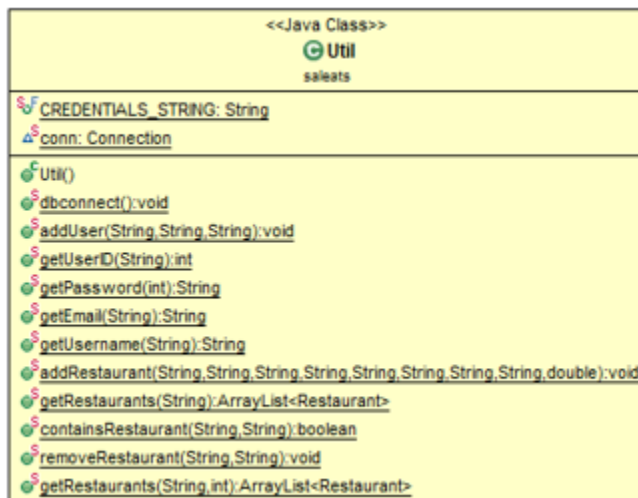 <<Java Class>>
Util
saleats
CREDENTIALS_STRING: String
conn: Connection
Util()
dbconnect():void
addUser(String,String,String):void
getUserID(String):int
getPassword(int):String
getEmail(String):String
getUsername(String):String
addRestaurant(String,String,String,String,String,String,String,String,double):void
getRestaurants(String):ArrayList<Restaurant>
containsRestaurant(String,String):boolean
removeRestaurant(String,String):void
getRestaurants(String,int):ArrayList<Restaurant>